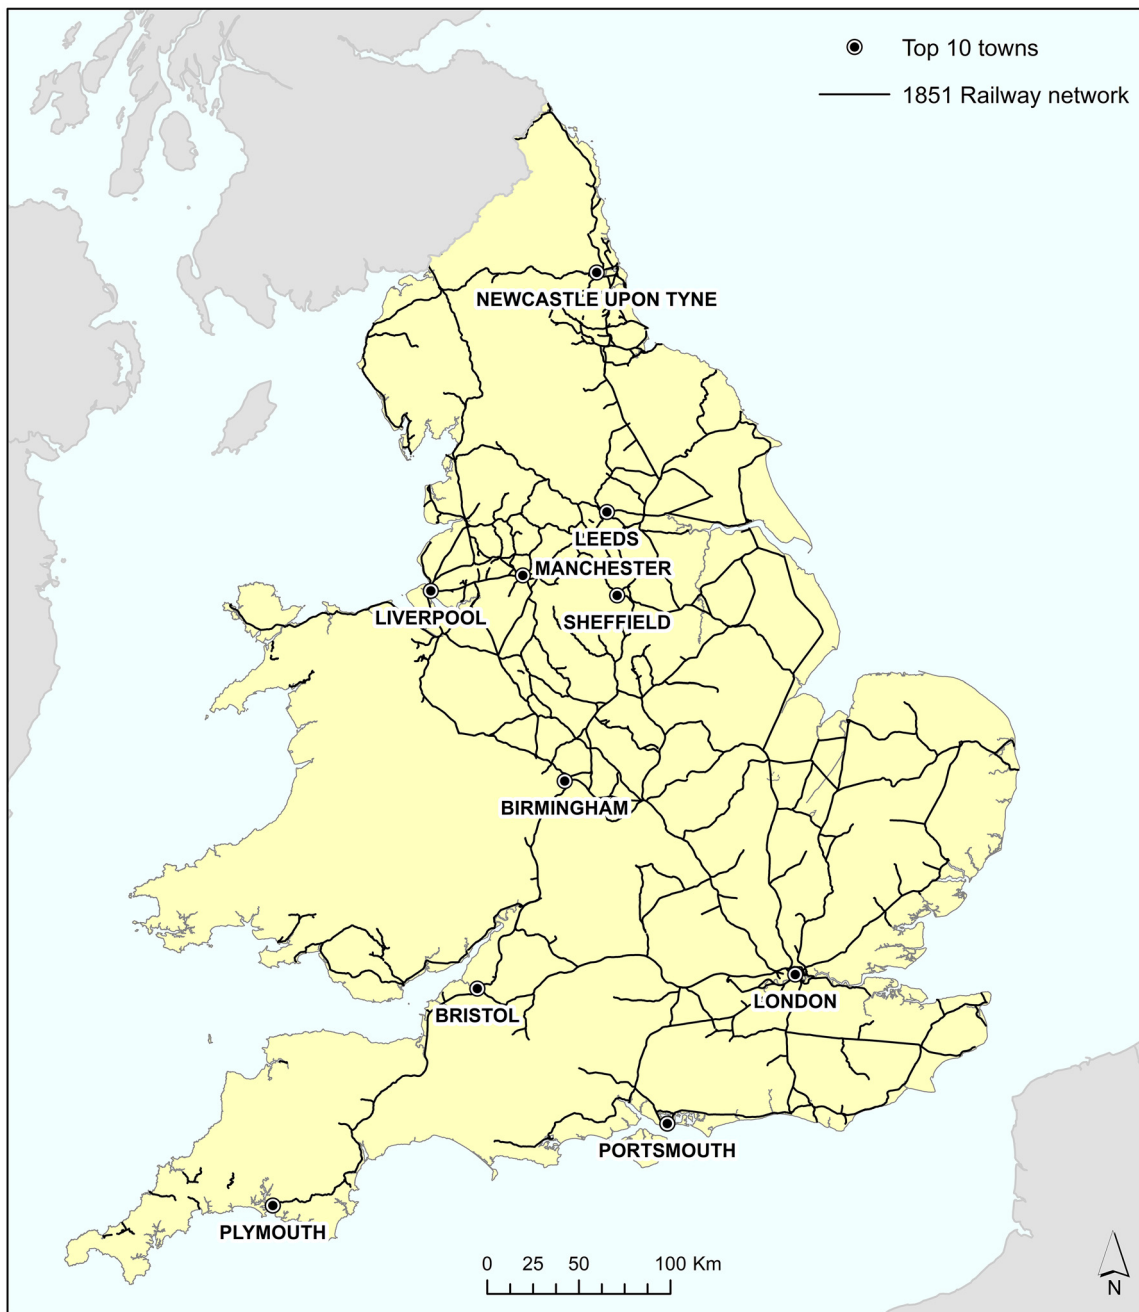 Top 10 towns
1851 Railway network
NEWCASTLE UPON TYNE
LEEDS
MANCHESTER
LIVERPOOL
SHEFFIELD
BIRMINGHAM
LONDON
BRISTOL
PORTSMOUTH
PLYMOUTH
0 25 50 100 Km
N